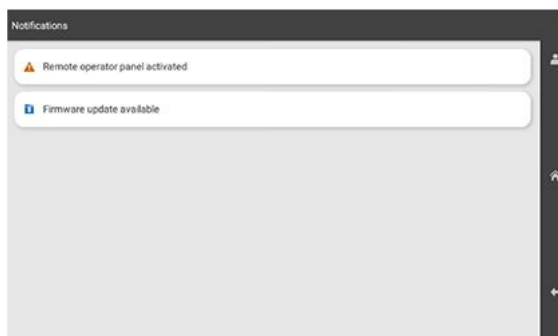 Notifications
Remote operator panel activated
Firmware update available